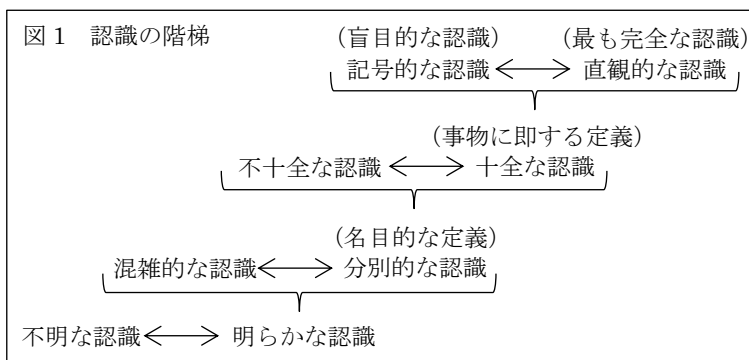 図1 認識の階梯
(盲目的な認識) (最も完全な認識)
記号的な認識 直観的な認識
(事物に即する定義)
不十全な認識 十全な認識
(名目的な定義)
混雑的な認識 分別的な認識
不明な認識 明らかな認識